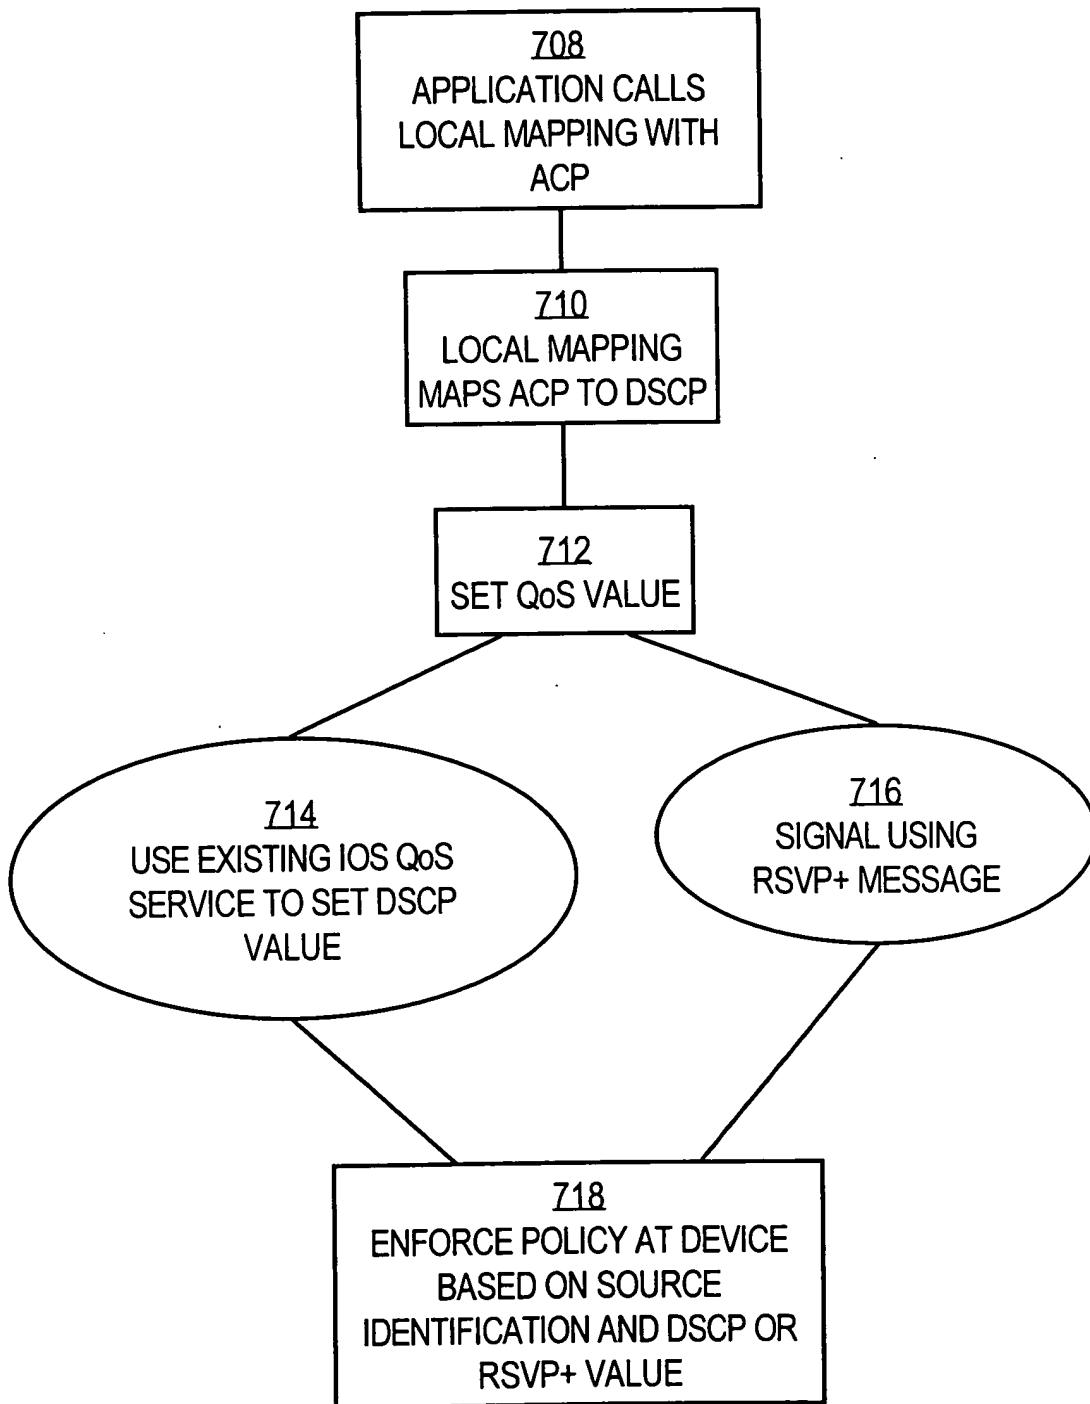 708
APPLICATION CALLS
LOCAL MAPPING WITH
ACP
710
LOCAL MAPPING
MAPS ACP TO DSCP
712
SET QoS VALUE
714
USE EXISTING IOS QoS
SERVICE TO SET DSCP
VALUE
716
SIGNAL USING
RSVP+ MESSAGE
718
ENFORCE POLICY AT DEVICE
BASED ON SOURCE
IDENTIFICATION AND DSCP OR
RSVP+ VALUE